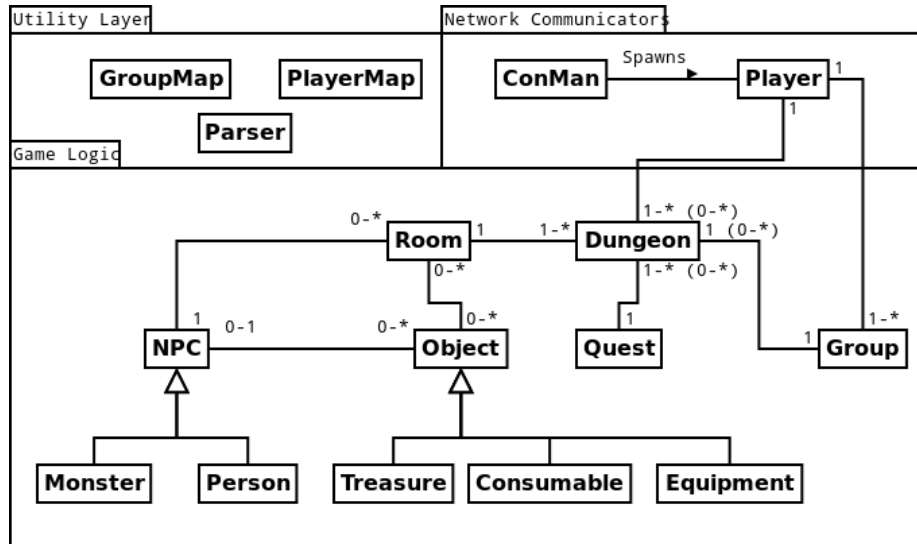 Utility Layer
Network Communicators
GroupMap
PlayerMap
Parser
ConMan
Spawns
Player
1
1
Game Logic
0-*
Room
1
1-*
1-* (0-*)
Dungeon
1 (0-*)
0-*
1-* (0-*)
1
0-1
0-*
0-*
1
1
1-*
NPC
Object
Quest
Group
Monster
Person
Treasure
Consumable
Equipment